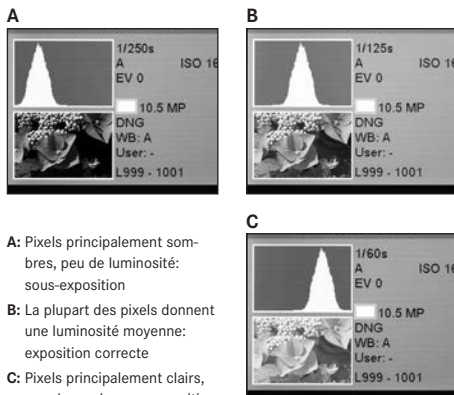 A
1/250s
A ISO 16
EV 0
10.5 MP
DNG
WB: A
User: -
L999 - 1001
B
1/125s
A ISO 16
EV 0
10.5 MP
DNG
WB: A
User: -
L999 - 1001
A: Pixels principalement som-
bres, peu de luminosité:
sous-exposition
B: La plupart des pixels donnent
une luminosité moyenne:
exposition correcte
C: Pixels principalement clairs,
C
1/60s
A ISO 16
EV 0
10.5 MP
DNG
WB: A
User: -
L999 - 1001